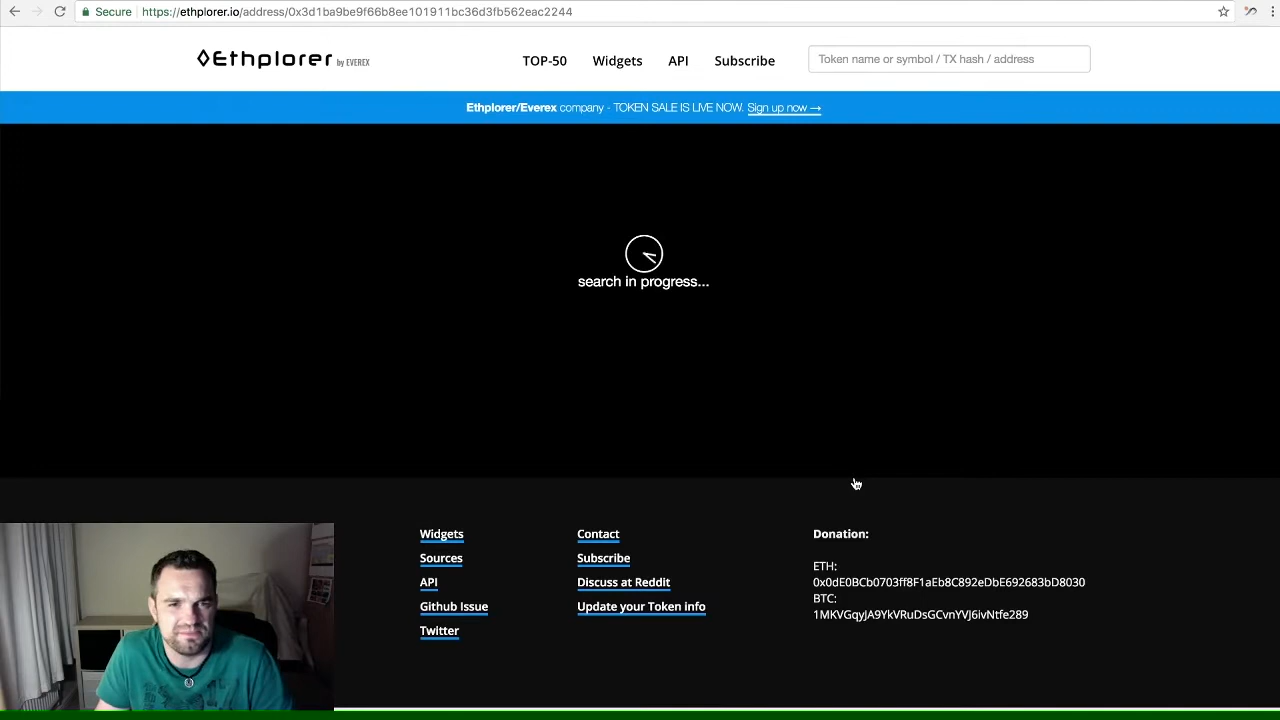 Secure https://ethplorer.io/address/0x3d1ba9be9f66b8ee101911bc36d3fb562eac2244
Ethplorer by EVEREX
TOP-50 Widgets API Subscribe
Token name or symbol / TX hash / address
Ethplorer/Everex company - TOKEN SALE IS LIVE NOW. Sign up now →
search in progress...
Widgets
Sources
API
Github Issue
Twitter
Contact
Subscribe
Discuss at Reddit
Update your Token info
Donation:
ETH:
0x0dE0BCb0703ff8F1aEb8C892eDbE692683bD8030
BTC:
1MKVGqyJA9YkVRuDsGCvnYVJ6ivNtfe289